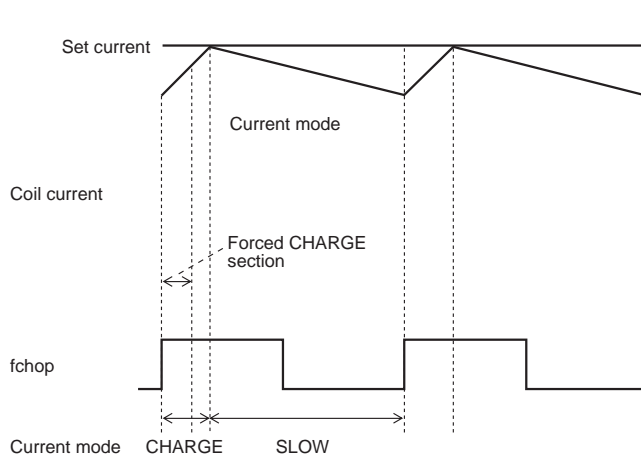 Set current
Current mode
Coil current
Forced CHARGE
section
fchop
Current mode CHARGE SLOW